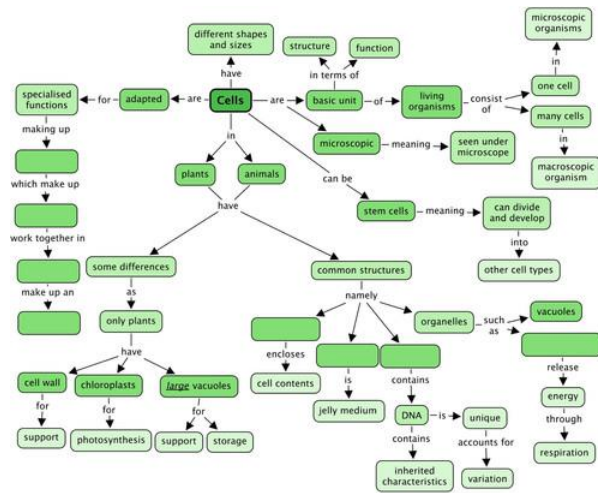 microscopic
organisms
different shapes
and sizes
structure
function
have
in terms of
in
specialised
functions
for
adapted
are
Cells
are
basic unit
of
living
organisms
consist
of
one cell
many cells
making up
in
microscopic
meaning
seen under
microscope
in
macroscopic
organism
which make up
plants
animals
can be
have
stem cells
meaning
can divide
and develop
work together in
into
some differences
common structures
other cell types
make up an
as
namely
only plants
organelles
such
as
vacuoles
have
encloses
release
cell wall
chloroplasts
large vacuoles
cell contents
is
contains
energy
for
for
for
jelly medium
DNA
is
unique
through
support
photosynthesis
support
storage
contains
accounts for
respiration
inherited
characteristics
variation